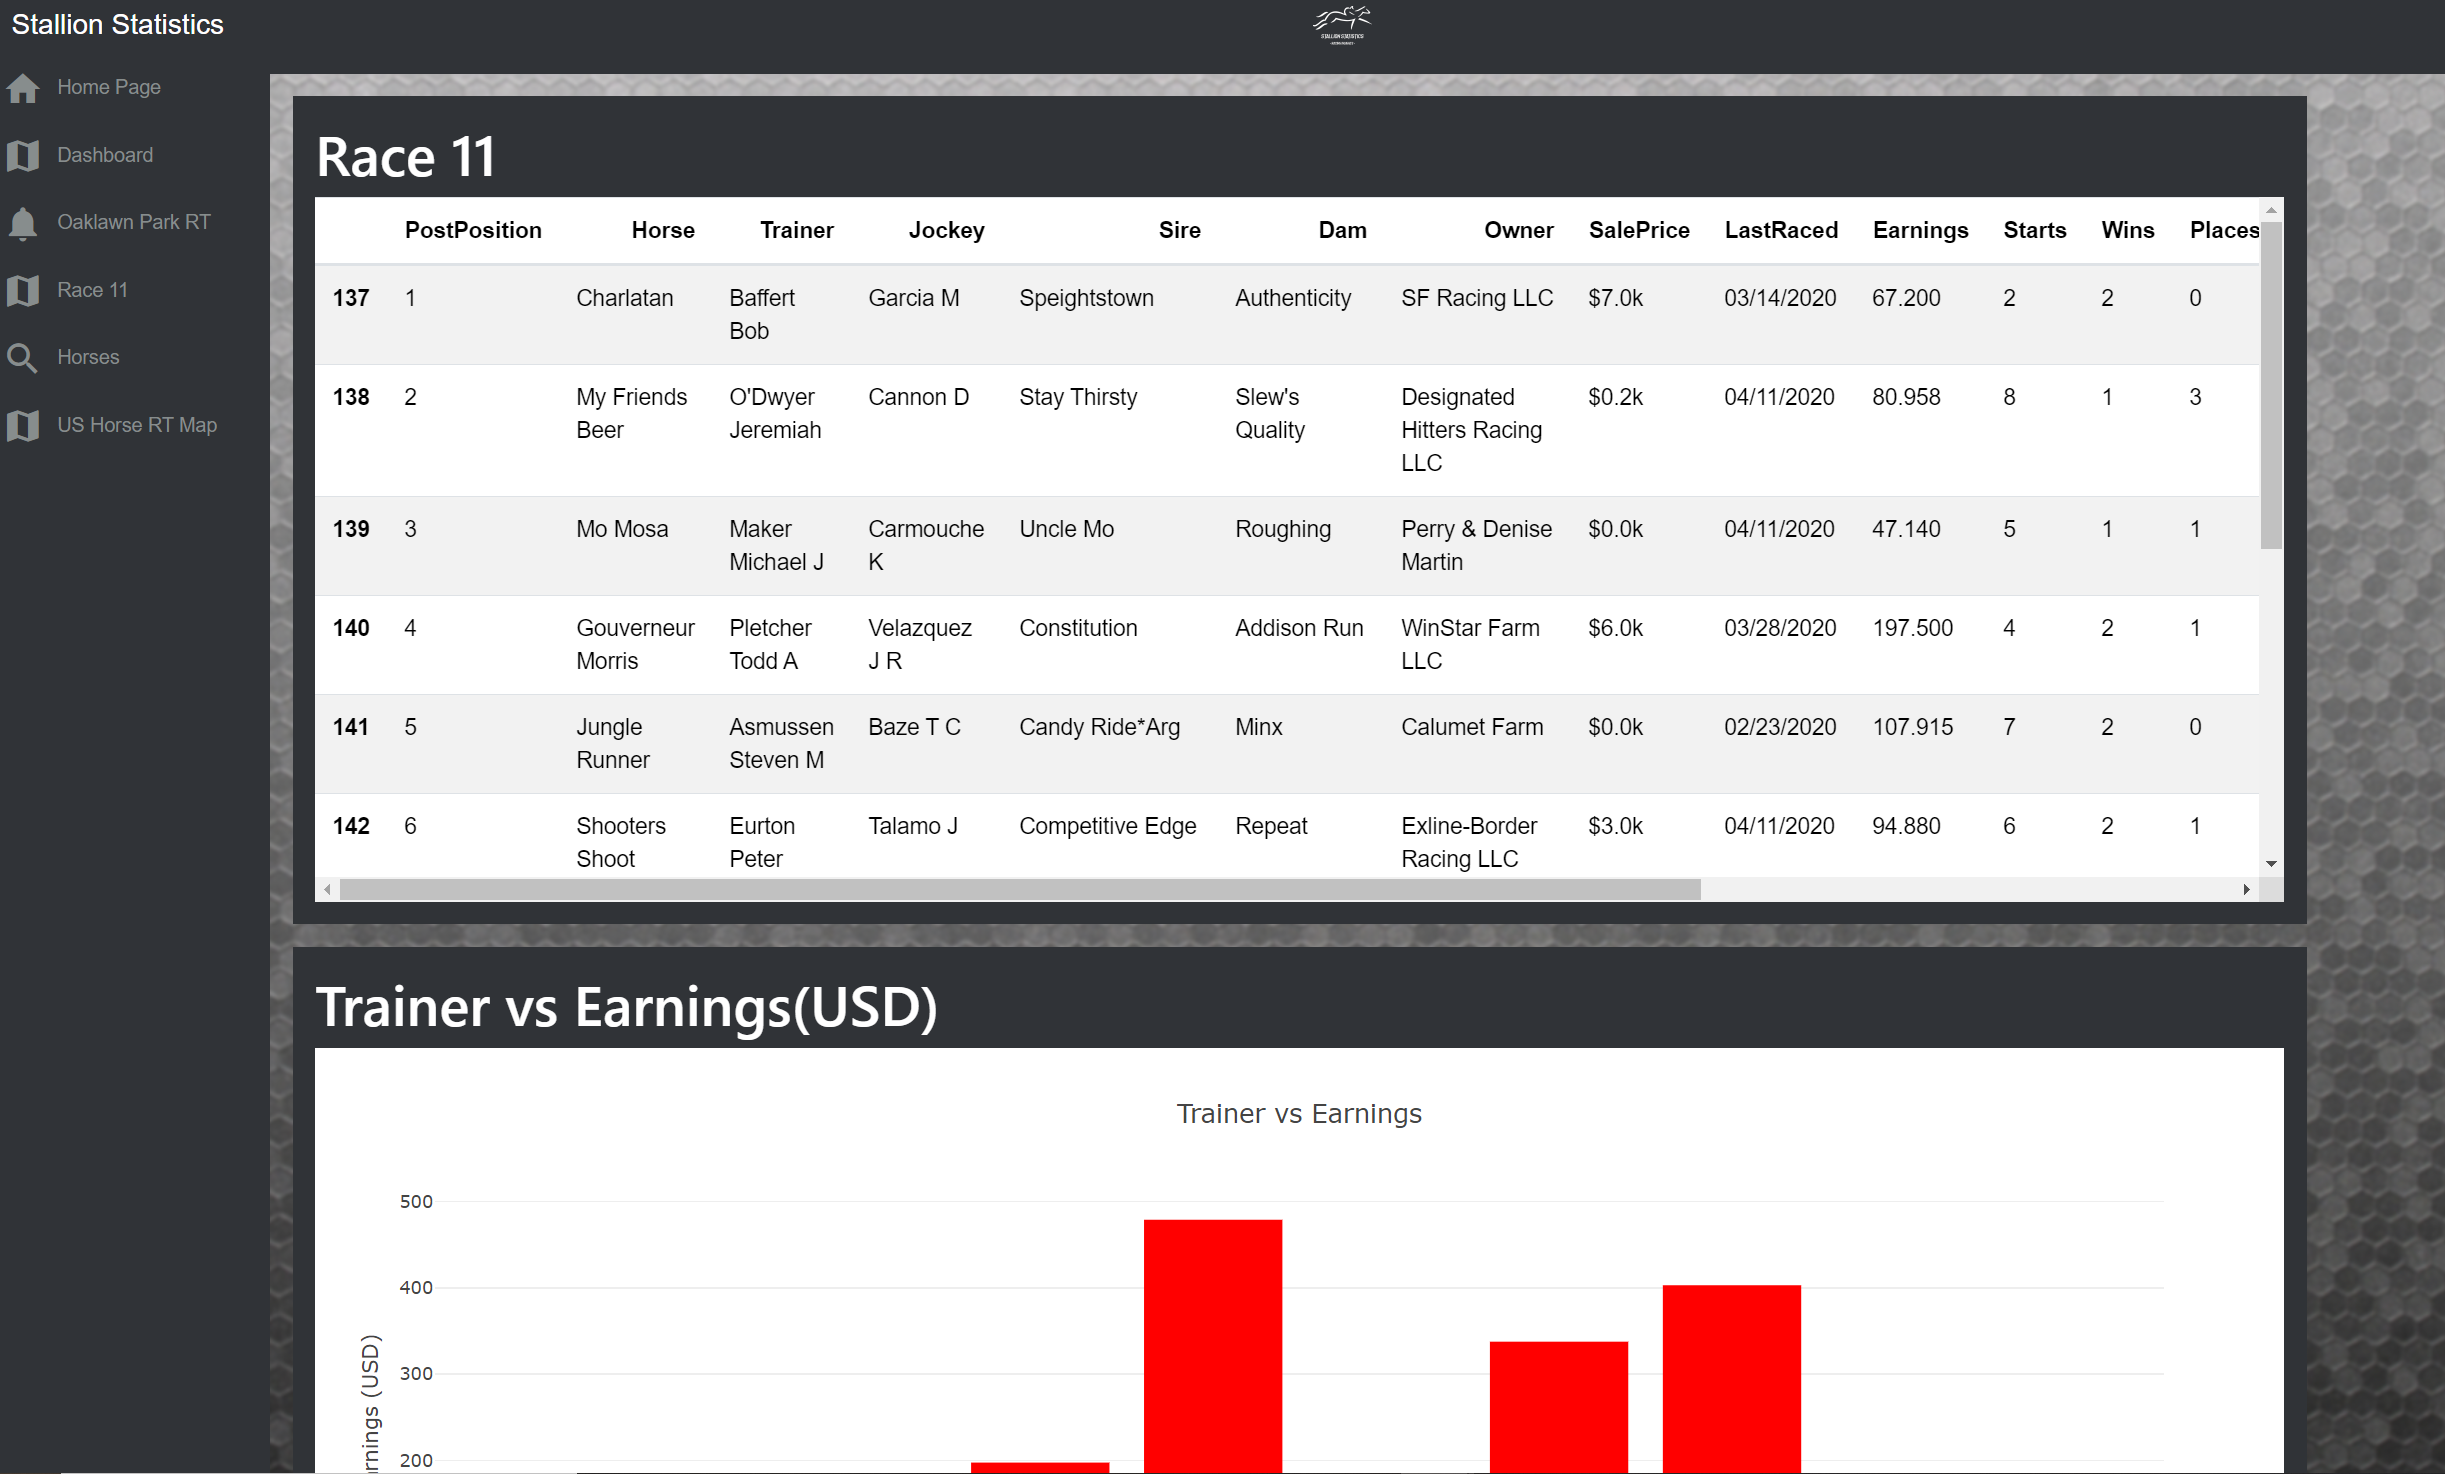 Stallion Statistics
STALLION STATISTICS
Home Page
Dashboard
Oaklawn Park RT
Race 11
Horses
US Horse RT Map
Race 11
PostPosition Horse Trainer Jockey Sire Dam Owner SalePrice LastRaced Earnings Starts Wins Places
137 1 Charlatan Baffert Garcia M Speightstown Authenticity SF Racing LLC $7.0k 03/14/2020 67.200 2 2 0
Bob
138 2 My Friends O'Dwyer Cannon D Stay Thirsty Slew's Designated $0.2k 04/11/2020 80.958 8 1 3
Beer Jeremiah Quality Hitters Racing
LLC
139 3 Mo Mosa Maker Carmouche Uncle Mo Roughing Perry & Denise $0.0k 04/11/2020 47.140 5 1 1
Michael J K Martin
140 4 Gouverneur Pletcher Velazquez Constitution Addison Run WinStar Farm $6.0k 03/28/2020 197.500 4 2 1
Morris Todd A J R LLC
141 5 Jungle Asmussen Baze T C Candy Ride*Arg Minx Calumet Farm $0.0k 02/23/2020 107.915 7 2 0
Runner Steven M
142 6 Shooters Eurton Talamo J Competitive Edge Repeat Exline-Border $3.0k 04/11/2020 94.880 6 2 1
Shoot Peter Racing LLC
Trainer vs Earnings(USD)
Trainer vs Earnings
500
400
300
200
rnings (USD)